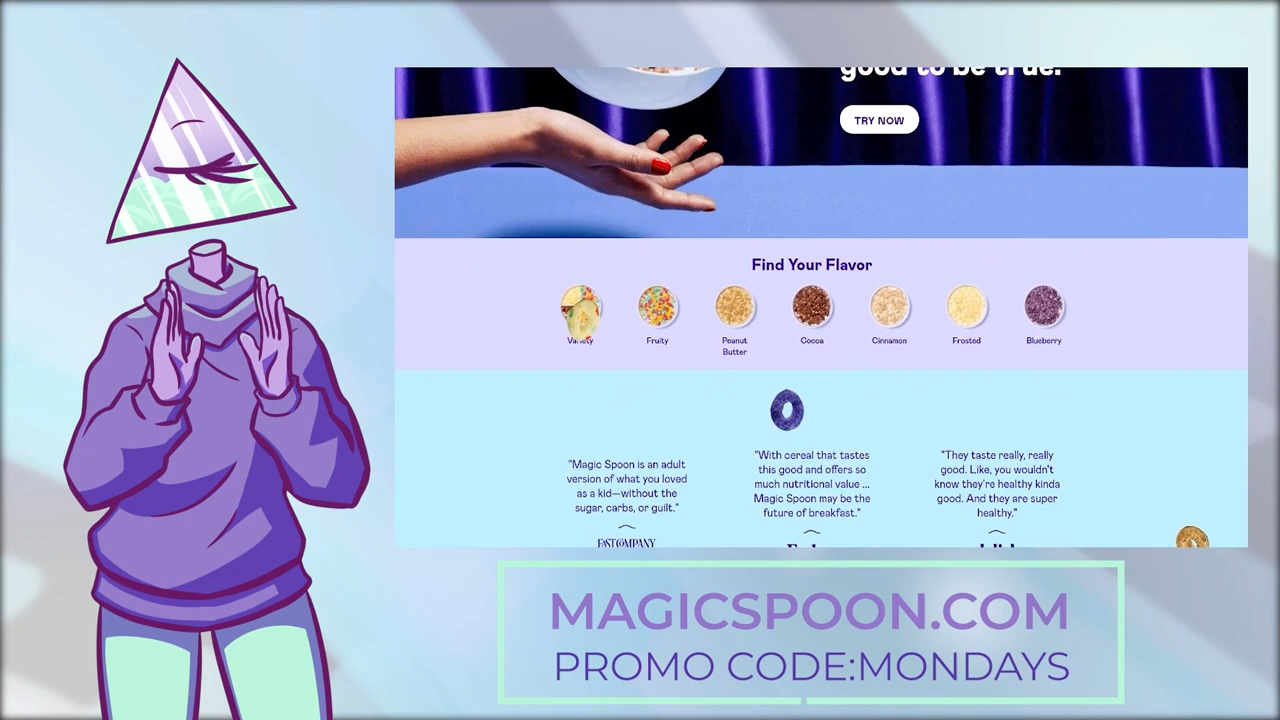 good to be true.
TRY NOW
Find Your Flavor
Variety
Fruity
Peanut
Butter
Cocoa
Cinnamon
Frosted
Blueberry
"Magic Spoon is an adult
version of what you loved
as a kid—without the
sugar, carbs, or guilt."
FAST COMPANY
"With cereal that tastes
this good and offers so
much nutritional value ...
Magic Spoon may be the
future of breakfast."
"They taste really, really
good. Like, you wouldn't
know they're healthy kinda
good. And they are super
healthy."
MAGICSPOON.COM
PROMO CODE:MONDAYS